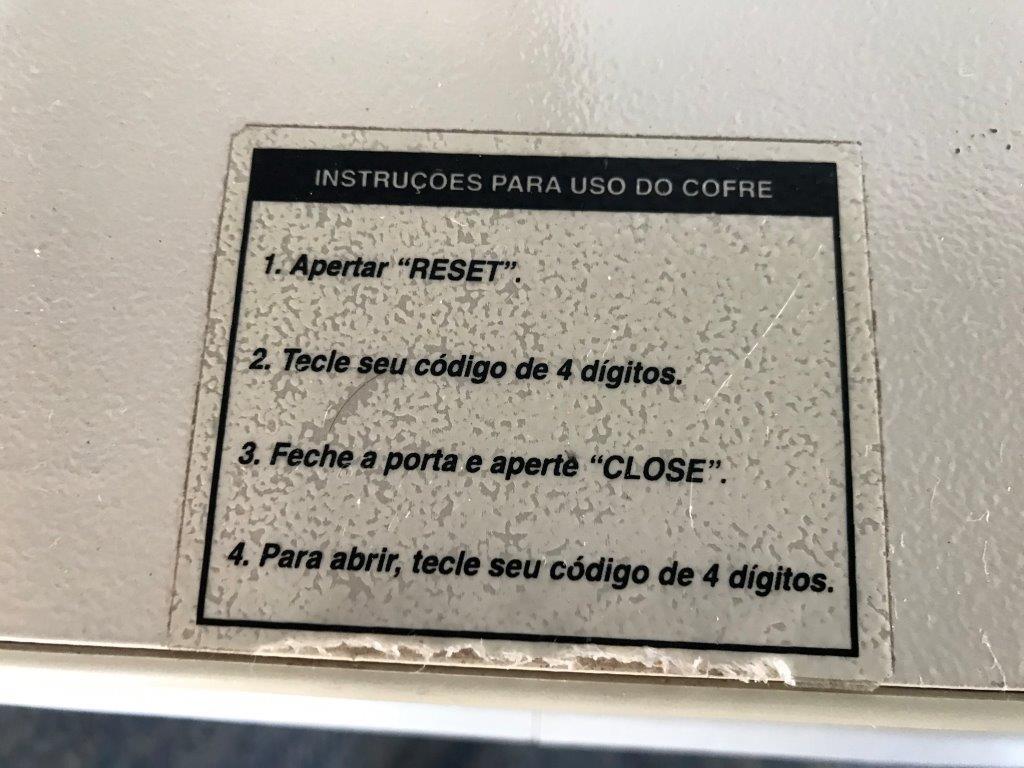 INSTRUÇÕES PARA USO DO COFRE
1. Apertar “RESET”.
2. Tecle seu código de 4 dígitos.
3. Feche a porta e aperte “CLOSE”.
4. Para abrir, tecle seu código de 4 dígitos.